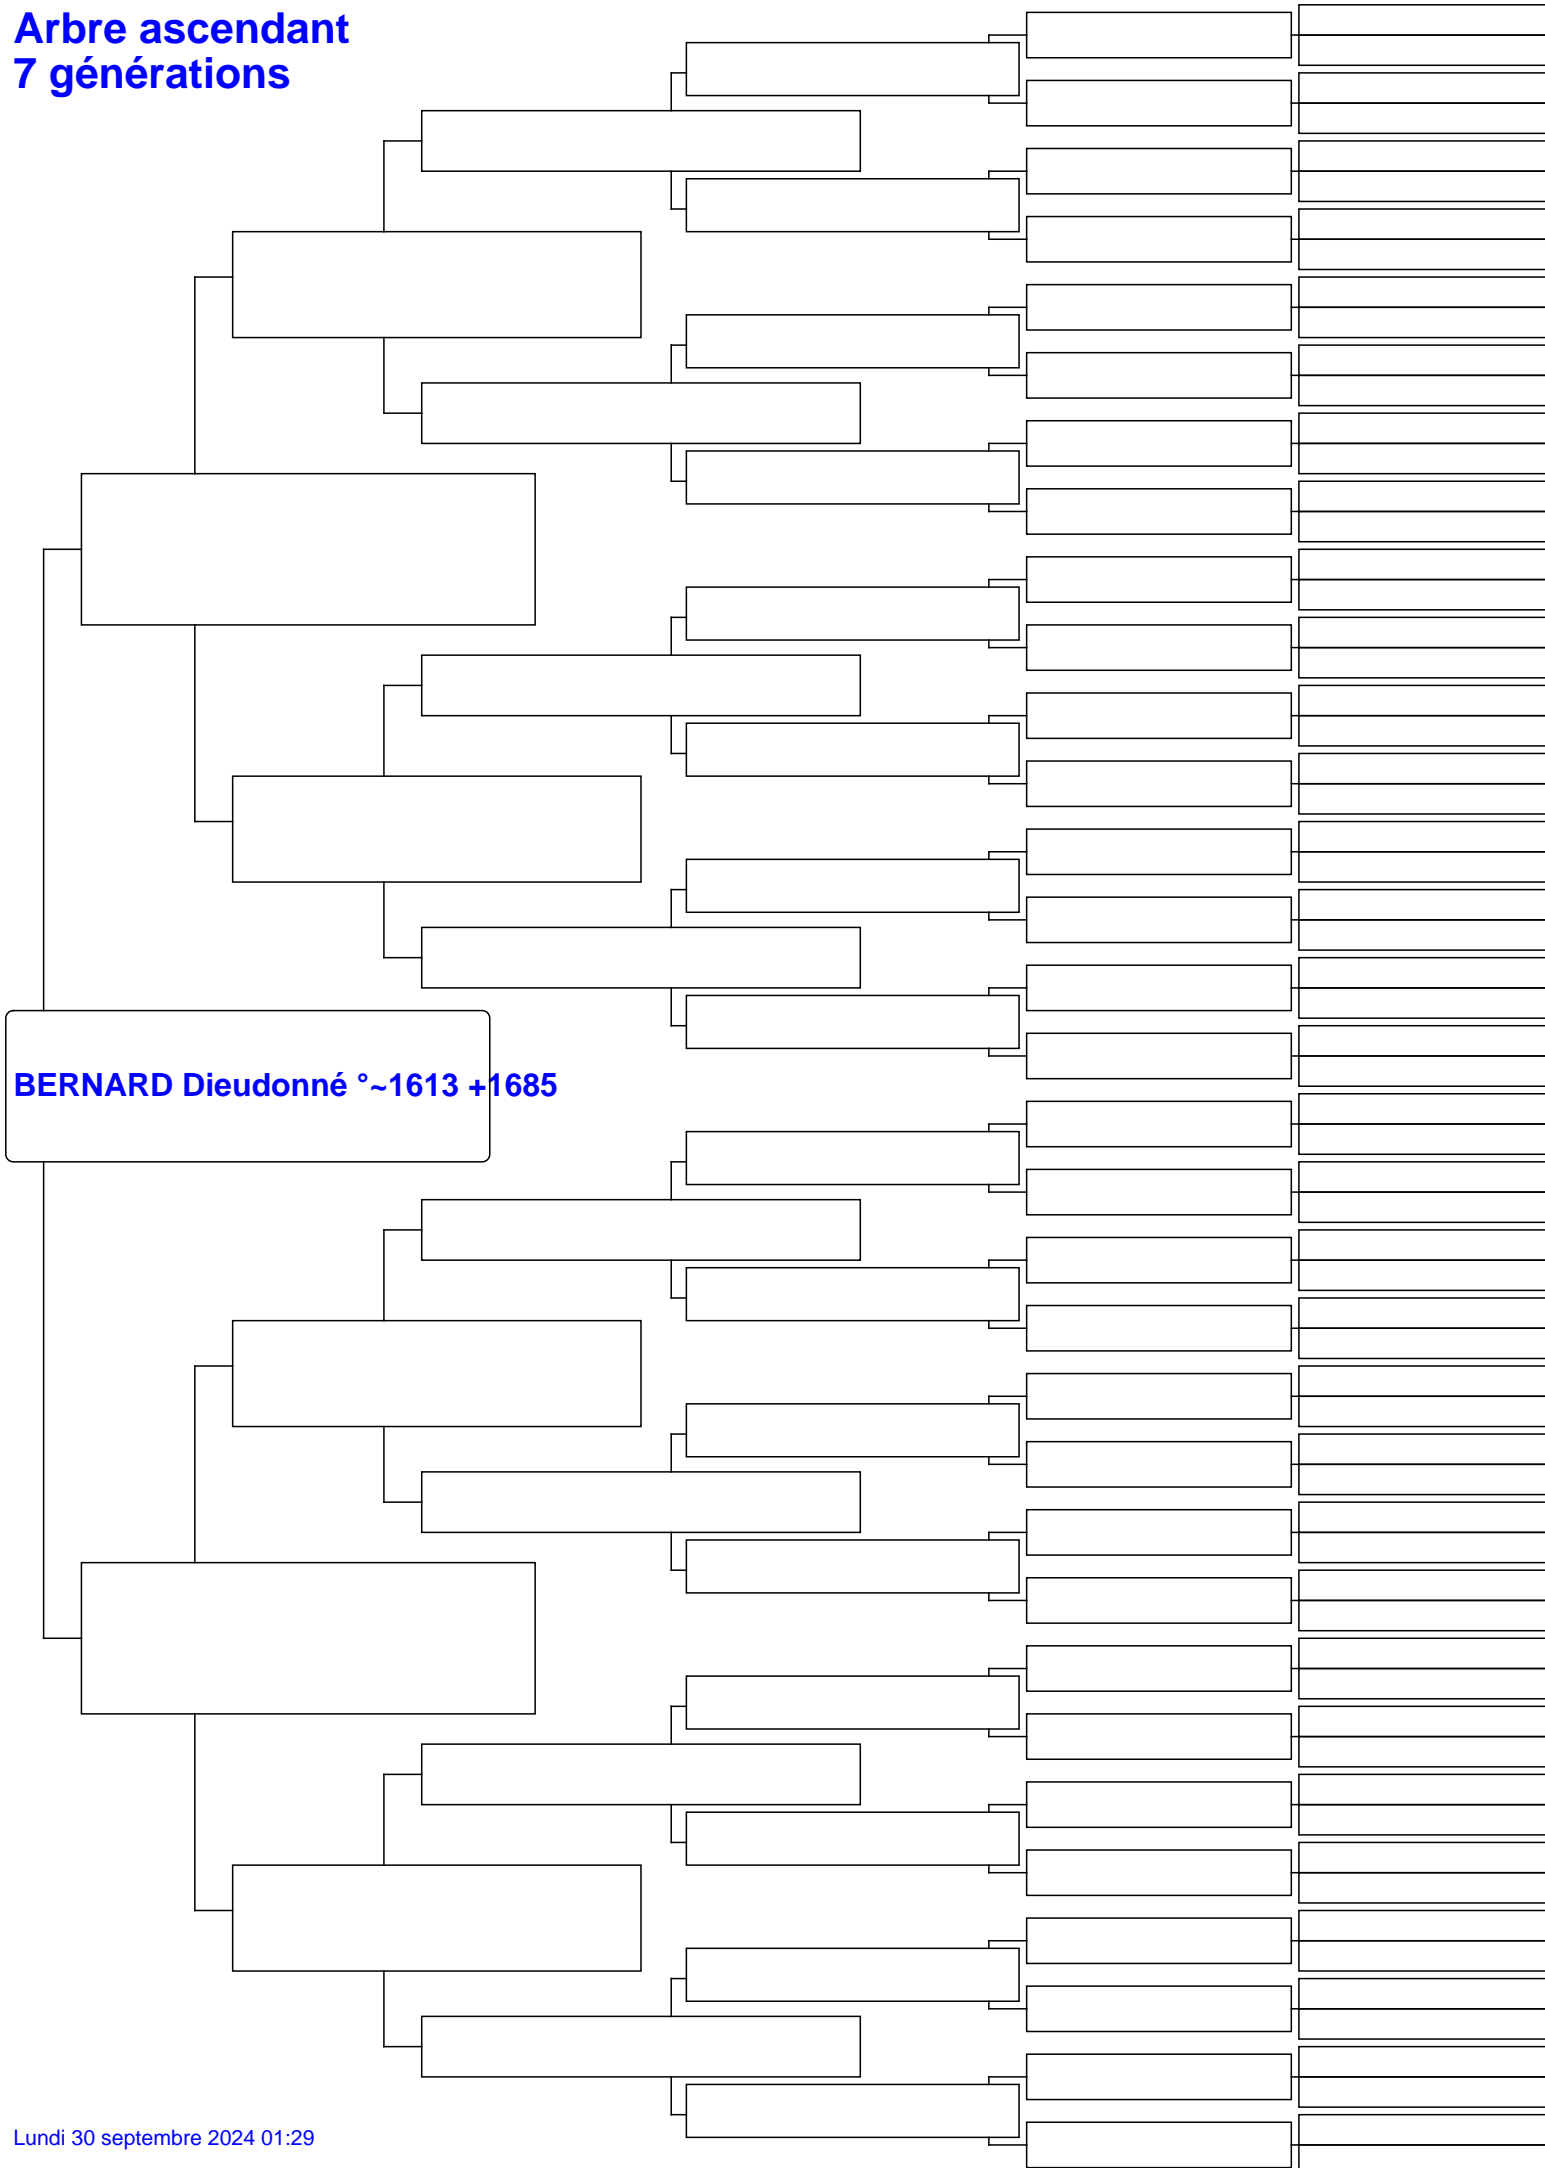 Arbre ascendant
7 générations
BERNARD Dieudonné °~1613 +1685
Lundi 30 septembre 2024 01:29